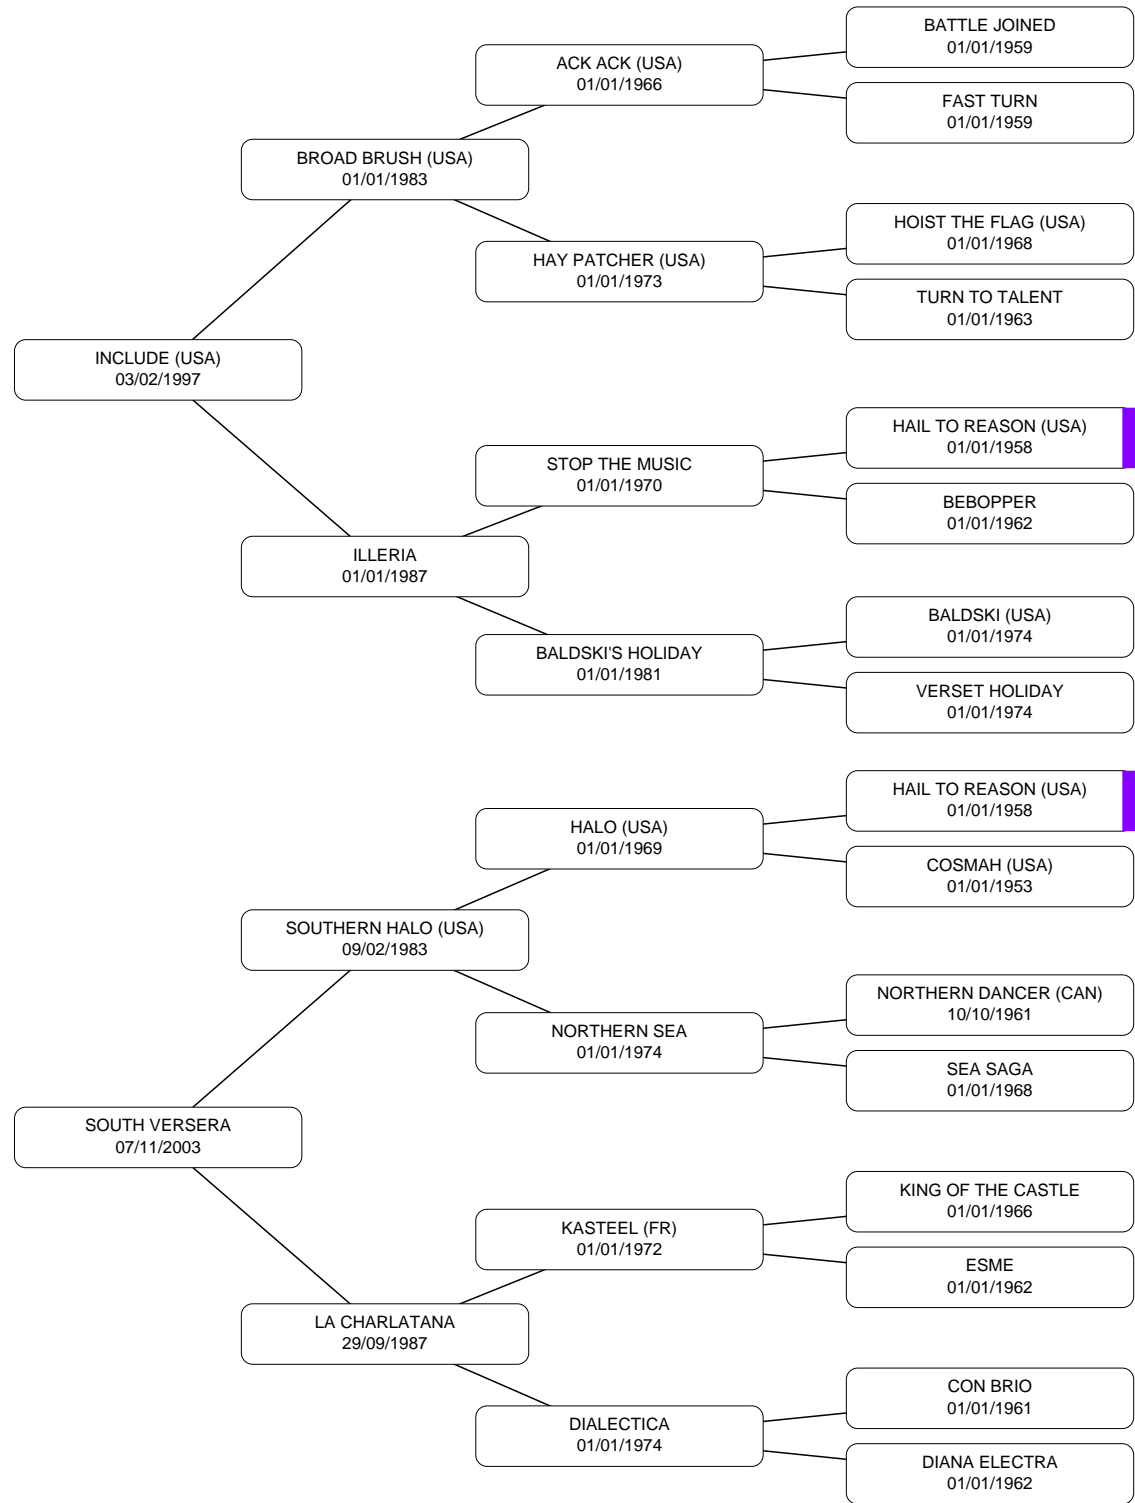 BATTLE JOINED
01/01/1959
ACK ACK (USA)
01/01/1966
FAST TURN
01/01/1959
BROAD BRUSH (USA)
01/01/1983
HOIST THE FLAG (USA)
01/01/1968
HAY PATCHER (USA)
01/01/1973
TURN TO TALENT
01/01/1963
INCLUDE (USA)
03/02/1997
HAIL TO REASON (USA)
01/01/1958
STOP THE MUSIC
01/01/1970
BEBOPPER
01/01/1962
ILLERIA
01/01/1987
BALDSKI (USA)
01/01/1974
BALDSKI'S HOLIDAY
01/01/1981
VERSET HOLIDAY
01/01/1974
HAIL TO REASON (USA)
01/01/1958
HALO (USA)
01/01/1969
COSMAH (USA)
01/01/1953
SOUTHERN HALO (USA)
09/02/1983
NORTHERN DANCER (CAN)
10/10/1961
NORTHERN SEA
01/01/1974
SEA SAGA
01/01/1968
SOUTH VERSERA
07/11/2003
KING OF THE CASTLE
01/01/1966
KASTEEL (FR)
01/01/1972
ESME
01/01/1962
LA CHARLATANA
29/09/1987
CON BRIO
01/01/1961
DIALECTICA
01/01/1974
DIANA ELECTRA
01/01/1962